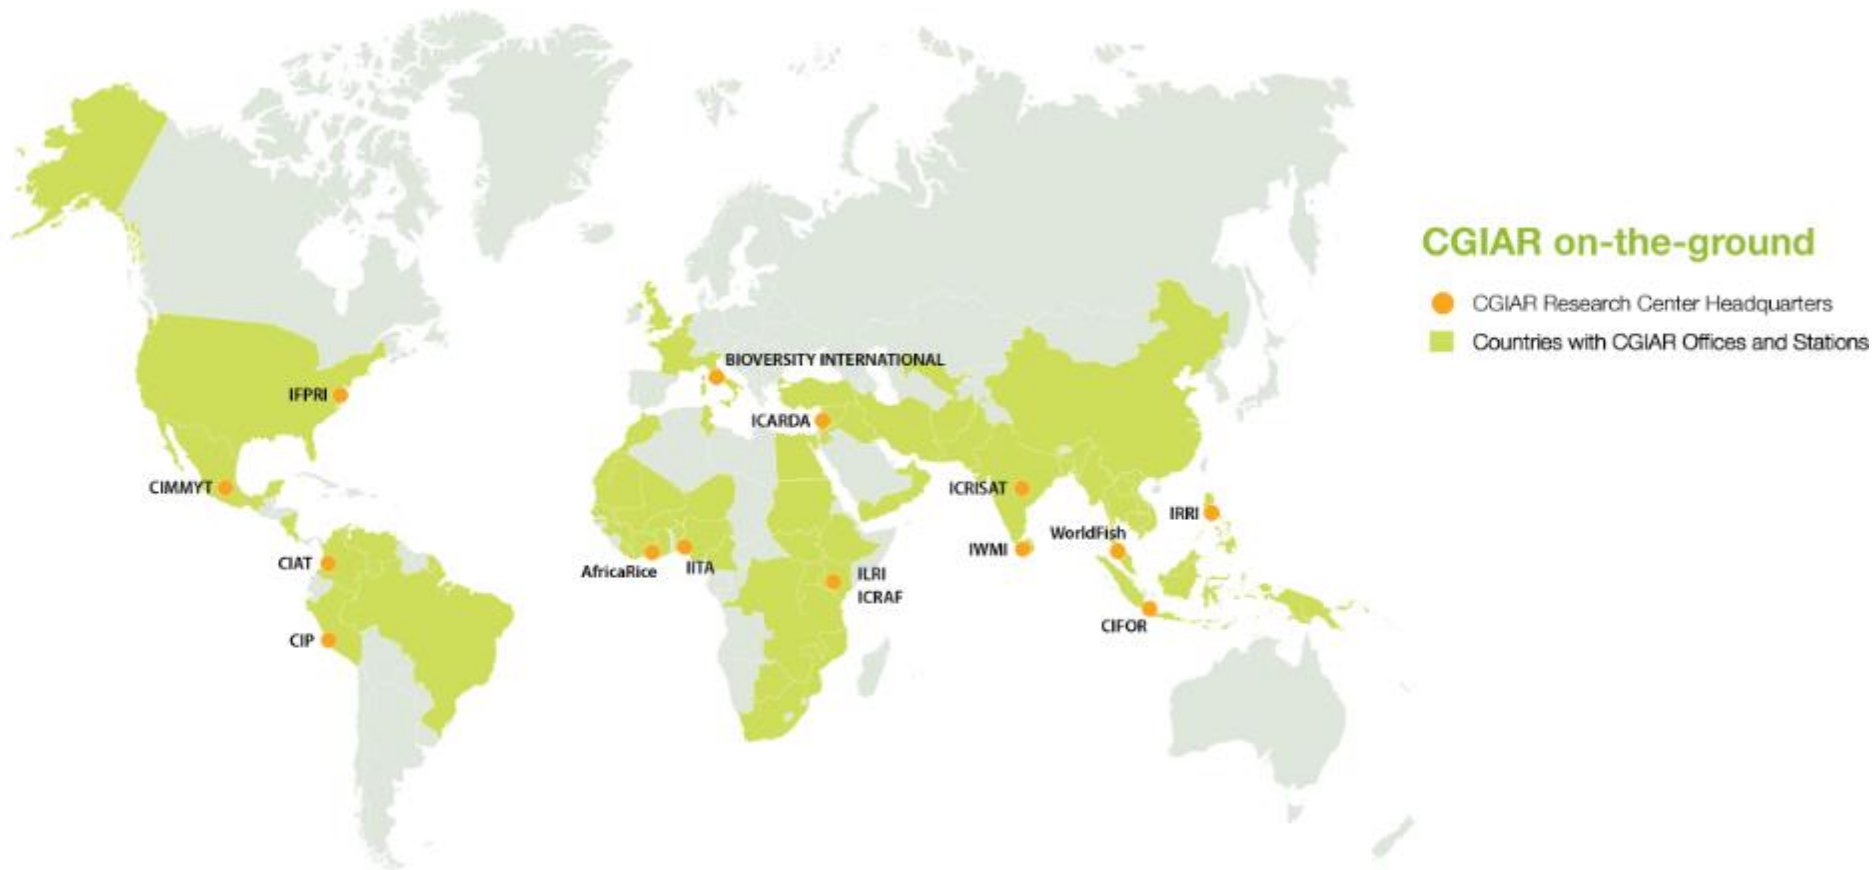 CGIAR on-the-ground
CGIAR Research Center Headquarters
Countries with CGIAR Offices and Stations
BIOVERSITY INTERNATIONAL
IFPRI
ICARDA
CIMMYT
ICRISAT
IRRI
WorldFish
IWMI
CIAT
AfricaRice
IITA
ILRI
ICRAF
CIFOR
CIP